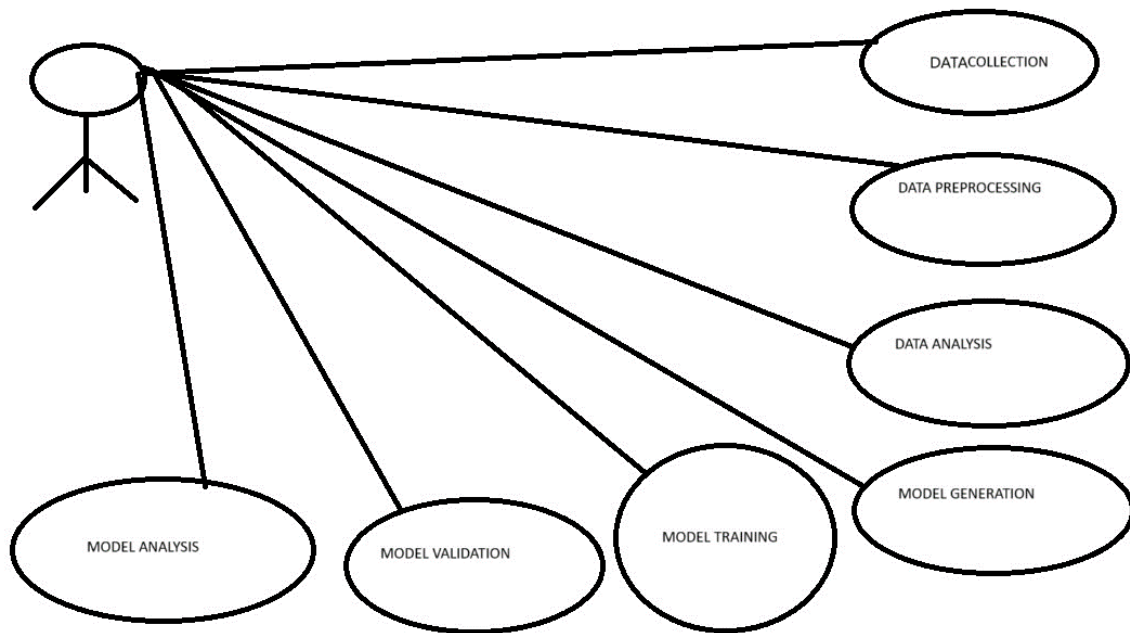 DATACOLLECTION
DATA PREPROCESSING
DATA ANALYSIS
MODEL GENERATION
MODEL TRAINING
MODEL VALIDATION
MODEL ANALYSIS